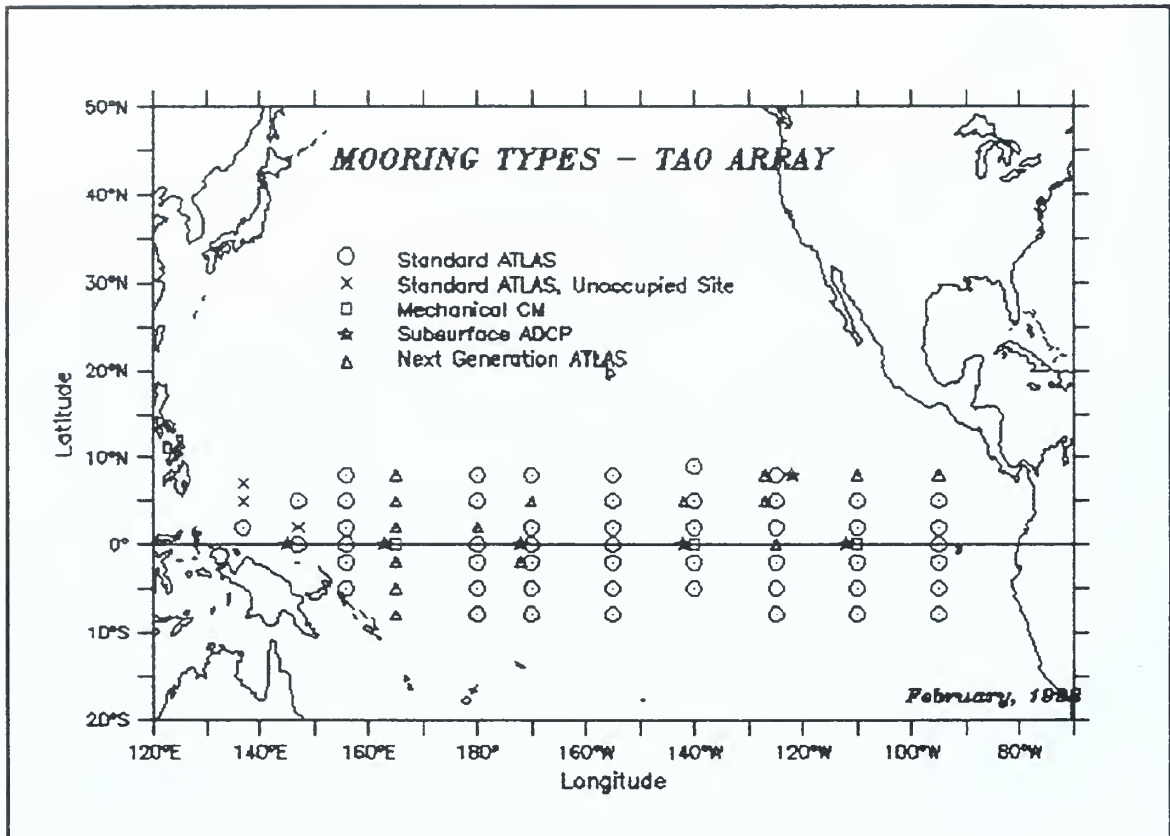 MOORING TYPES - TAO ARRAY
Standard ATLAS
Standard ATLAS, Unoccupied Site
Mechanical CM
Subsurface ADCP
Next Generation ATLAS
50°N
40°N
30°N
20°N
10°N
0°
10°S
20°S
Latitude
February,
120°E
140°E
160°E
180°
160°W
140°W
120°W
100°W
80°W
Longitude